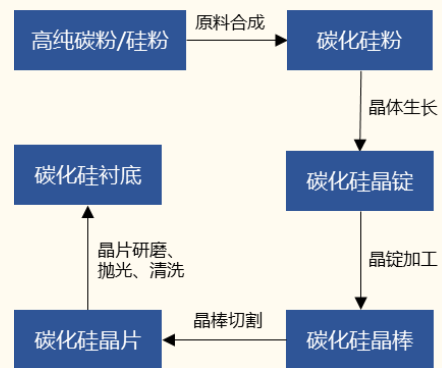 高纯碳粉/硅粉
原料合成
碳化硅粉
晶体生长
碳化硅晶锭
晶锭加工
碳化硅晶棒
晶棒切割
碳化硅晶片
晶片研磨、
抛光、清洗
碳化硅衬底